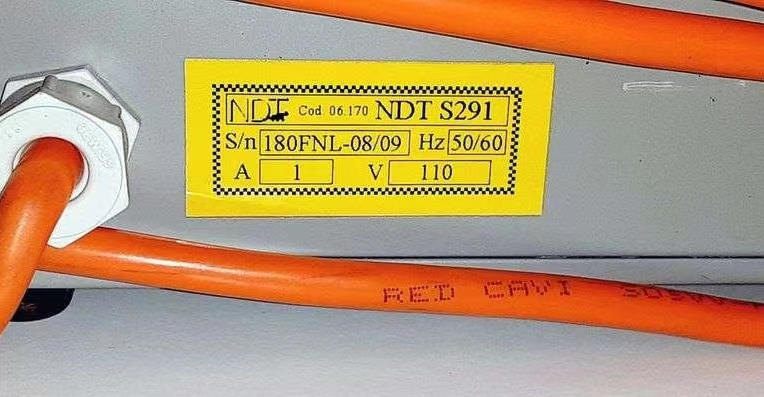 NDT Cod. 06.170 NDT S291
S/n 180FNL-08/09 Hz 50/60
A 1 V 110
RED CAVI